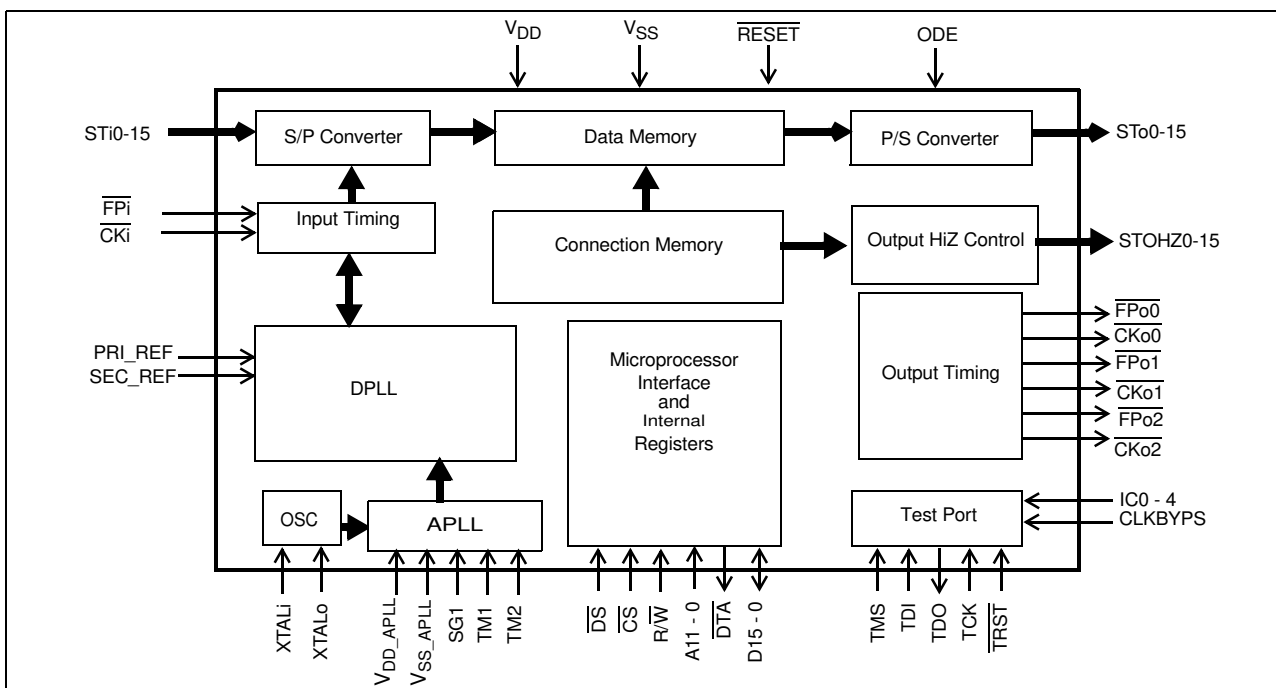 VDD
VSS
RESET
ODE
STi0-15
S/P Converter
Data Memory
P/S Converter
STo0-15
FPi
CKi
Input Timing
Connection Memory
Output HiZ Control
STOHZ0-15
PRI_REF
SEC_REF
DPLL
Microprocessor
Interface
and
Internal
Registers
Output Timing
FPo0
CKo0
FPo1
CKo1
FPo2
CKo2
OSC
APLL
Test Port
IC0 - 4
CLKBYPS
XTALi
XTALo
VDD_APLL
VSS_APLL
SG1
TM1
TM2
DS
CS
R/W
A11 - 0
DTA
D15 - 0
TMS
TDI
TDO
TCK
TRST